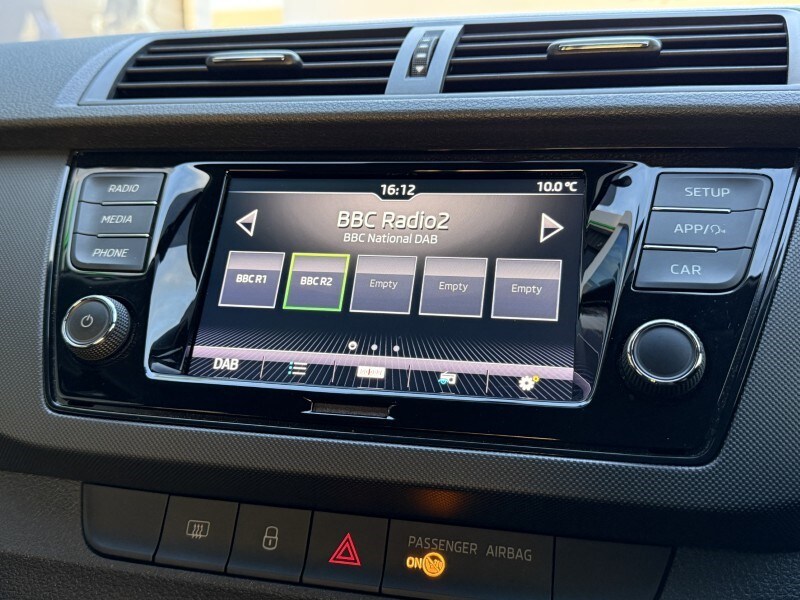 16:12
10.0 °C
RADIO
MEDIA
PHONE
BBC Radio2
BBC National DAB
BBC R1
BBC R2
Empty
Empty
Empty
DAB
SETUP
APP/
CAR
PASSENGER AIRBAG
ON